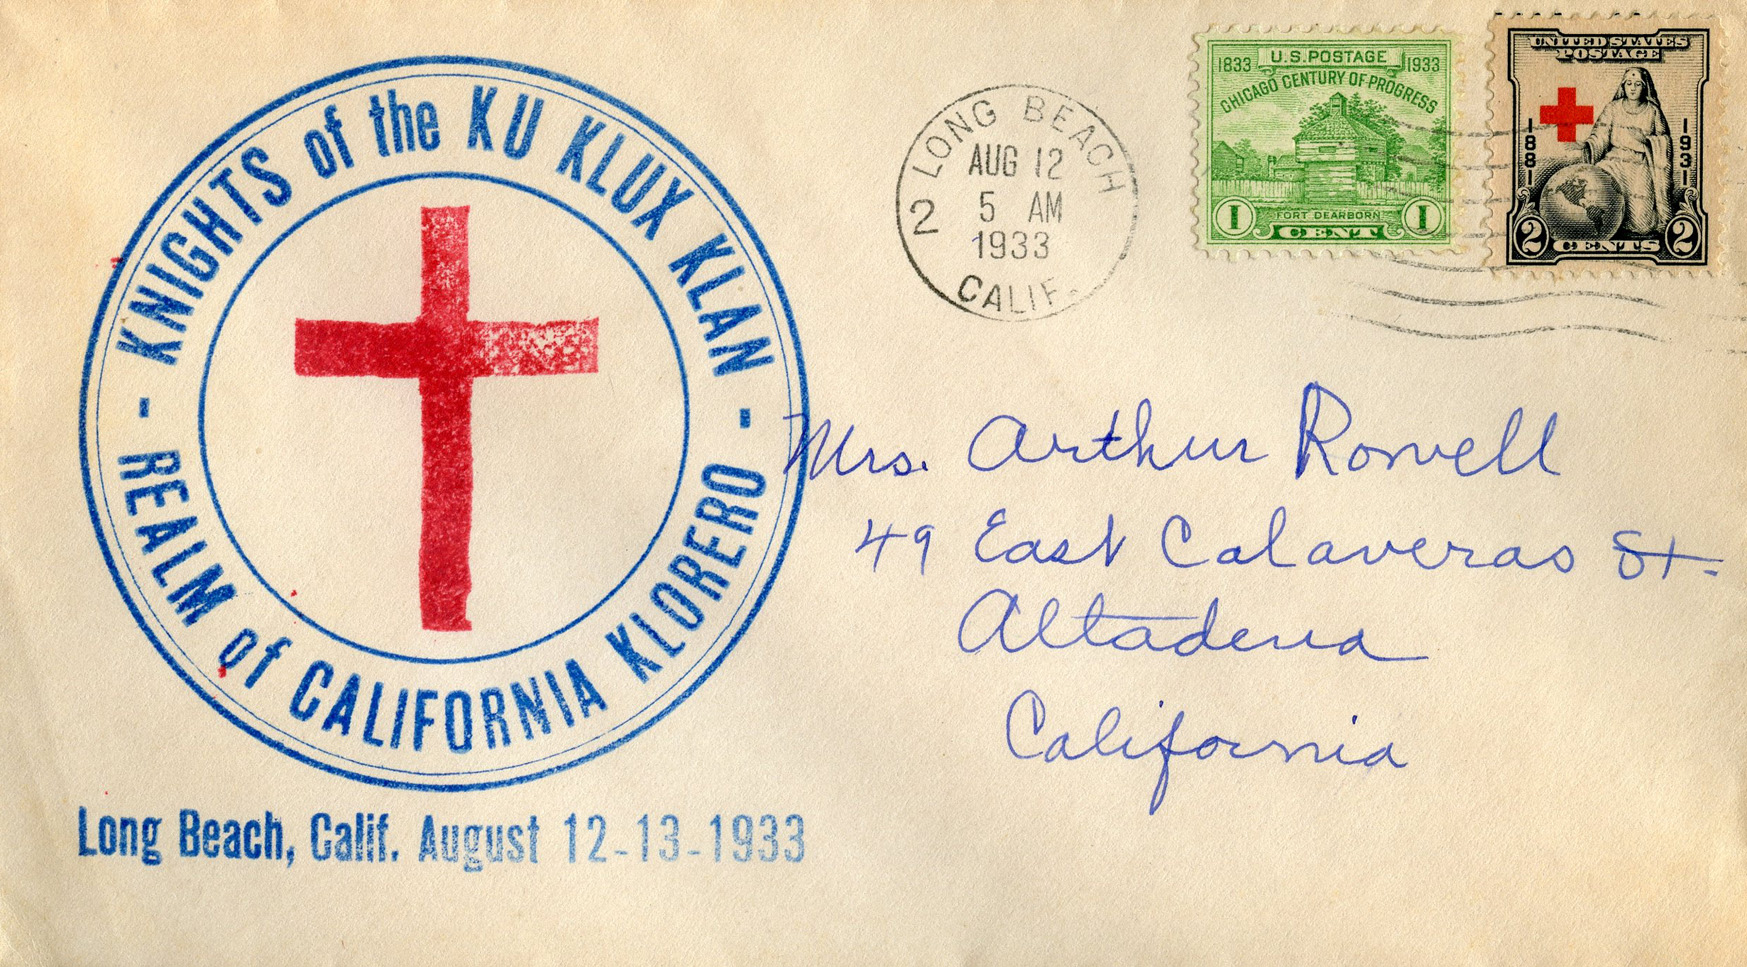 KNIGHTS of the KU KLUX KLAN
- REALM of CALIFORNIA KLORERO -
Long Beach, Calif. August 12-13-1933
LONG BEACH
AUG 12
5 AM
1933
2
CALIF.
U.S. POSTAGE
1833 1933
CHICAGO CENTURY OF PROGRESS
FORT DEARBORN
1 CENT 1
UNITED STATES
POSTAGE
1881 1931
2 CENTS 2
Mrs. Arthur Rowell
49 East Calaveras St.
Altadena
California